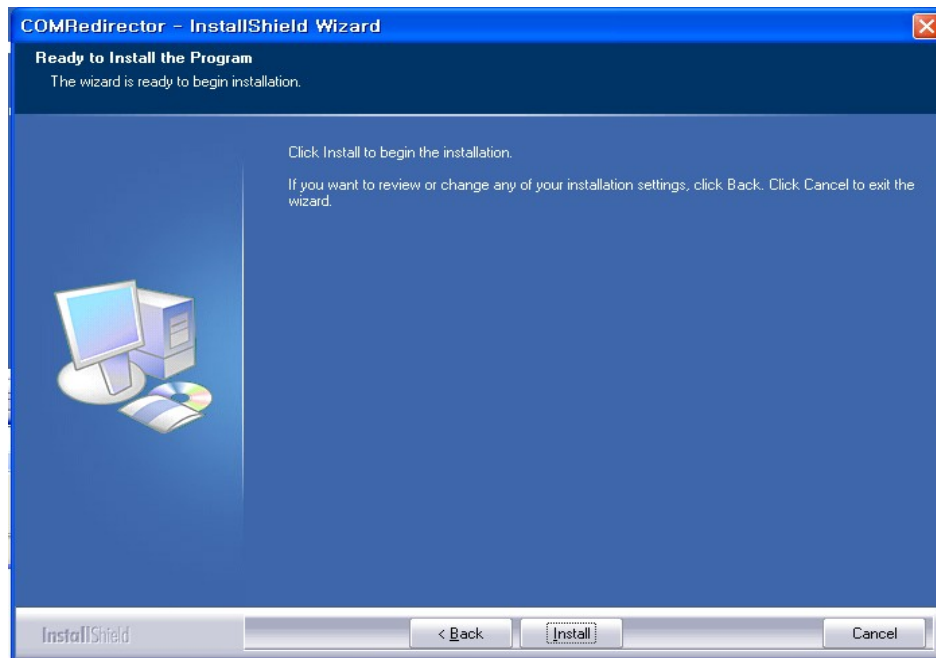 COMRedirector - InstallShield Wizard
Ready to Install the Program
The wizard is ready to begin installation.
Click Install to begin the installation.
If you want to review or change any of your installation settings, click Back. Click Cancel to exit the
wizard.
InstallShield
< Back
Install
Cancel